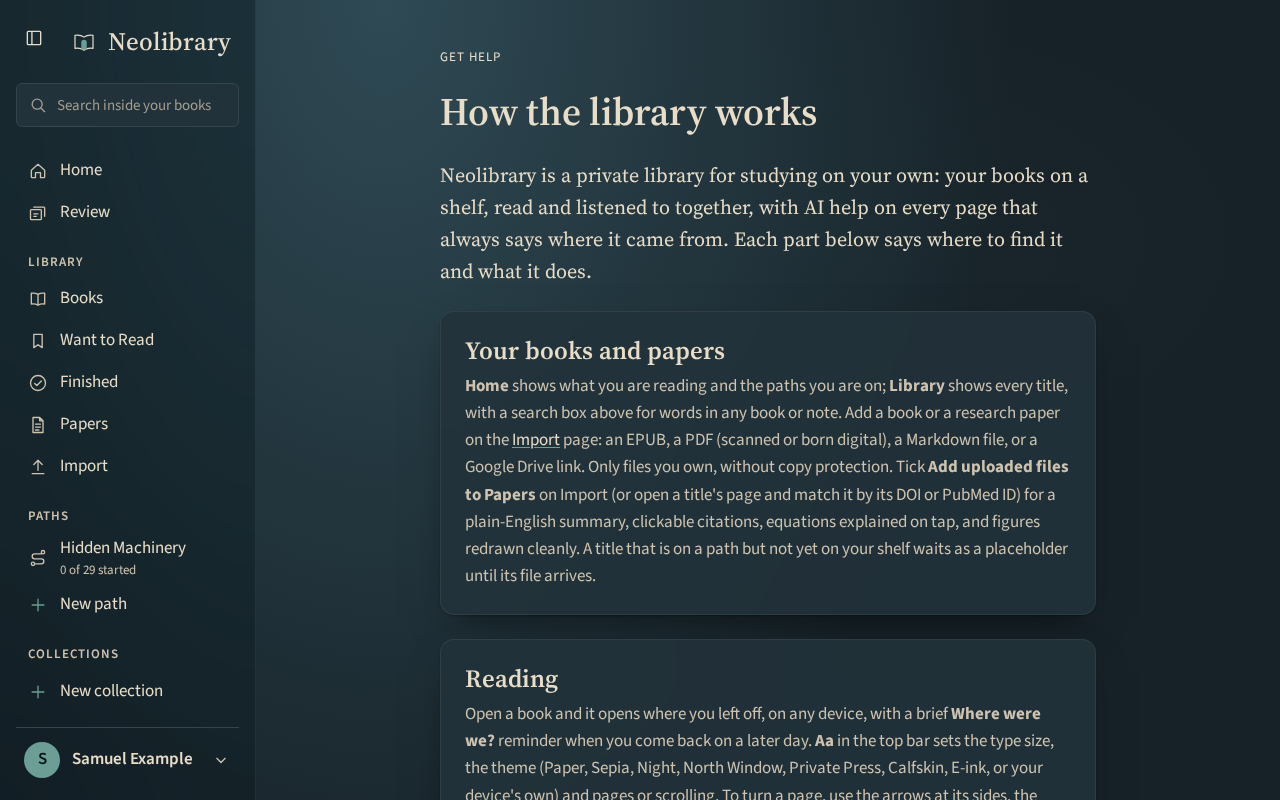 Neolibrary
Search inside your books
Home
Review
LIBRARY
Books
Want to Read
Finished
Papers
Import
PATHS
Hidden Machinery
0 of 29 started
New path
COLLECTIONS
New collection
S
Samuel Example
GET HELP
How the library works
Neolibrary is a private library for studying on your own: your books on a
shelf, read and listened to together, with AI help on every page that
always says where it came from. Each part below says where to find it
and what it does.
Your books and papers
Home shows what you are reading and the paths you are on; Library shows every title,
with a search box above for words in any book or note. Add a book or a research paper
on the Import page: an EPUB, a PDF (scanned or born digital), a Markdown file, or a
Google Drive link. Only files you own, without copy protection. Tick Add uploaded files
to Papers on Import (or open a title's page and match it by its DOI or PubMed ID) for a
plain-English summary, clickable citations, equations explained on tap, and figures
redrawn cleanly. A title that is on a path but not yet on your shelf waits as a placeholder
until its file arrives.
Reading
Open a book and it opens where you left off, on any device, with a brief Where were
we? reminder when you come back on a later day. Aa in the top bar sets the type size,
the theme (Paper, Sepia, Night, North Window, Private Press, Calfskin, E-ink, or your
device's own) and pages or scrolling. To turn a page, use the arrows at its sides, the